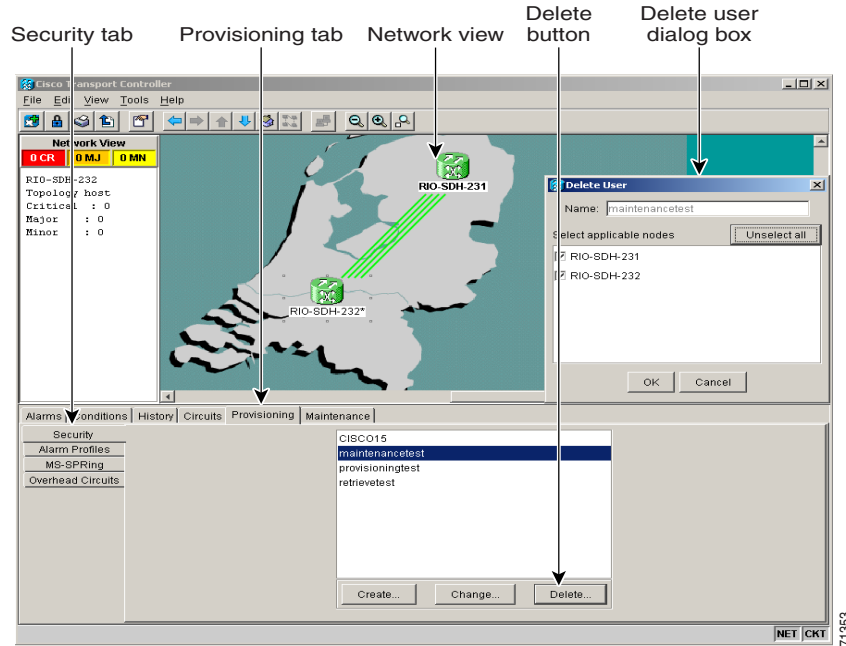 Security tab
Provisioning tab
Network view
Delete button
Delete user dialog box
Cisco Transport Controller
File Edit View Tools Help
Network View
0 CR 0 MJ 0 MN
RIO-SDH-232
Topology host
Critical : 0
Major : 0
Minor : 0
RIO-SDH-231
RIO-SDH-232*
Delete User
Name: maintenancetest
Select applicable nodes
Unselect all
RIO-SDH-231
RIO-SDH-232
OK Cancel
Alarms Conditions History Circuits Provisioning Maintenance
Security
Alarm Profiles
MS-SPRing
Overhead Circuits
CISCO15
maintenancetest
provisioningtest
retrievetest
Create... Change... Delete...
NET CKT
71353